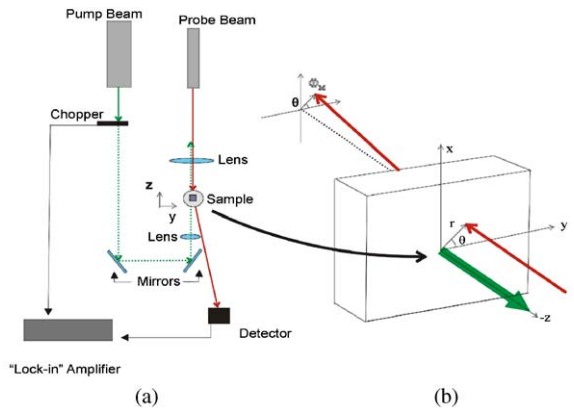 Pump Beam
Probe Beam
Chopper
Lens
z
y
Sample
Lens
Mirrors
Detector
"Lock-in" Amplifier
(a)
θ
x
y
r
θ
-z
(b)